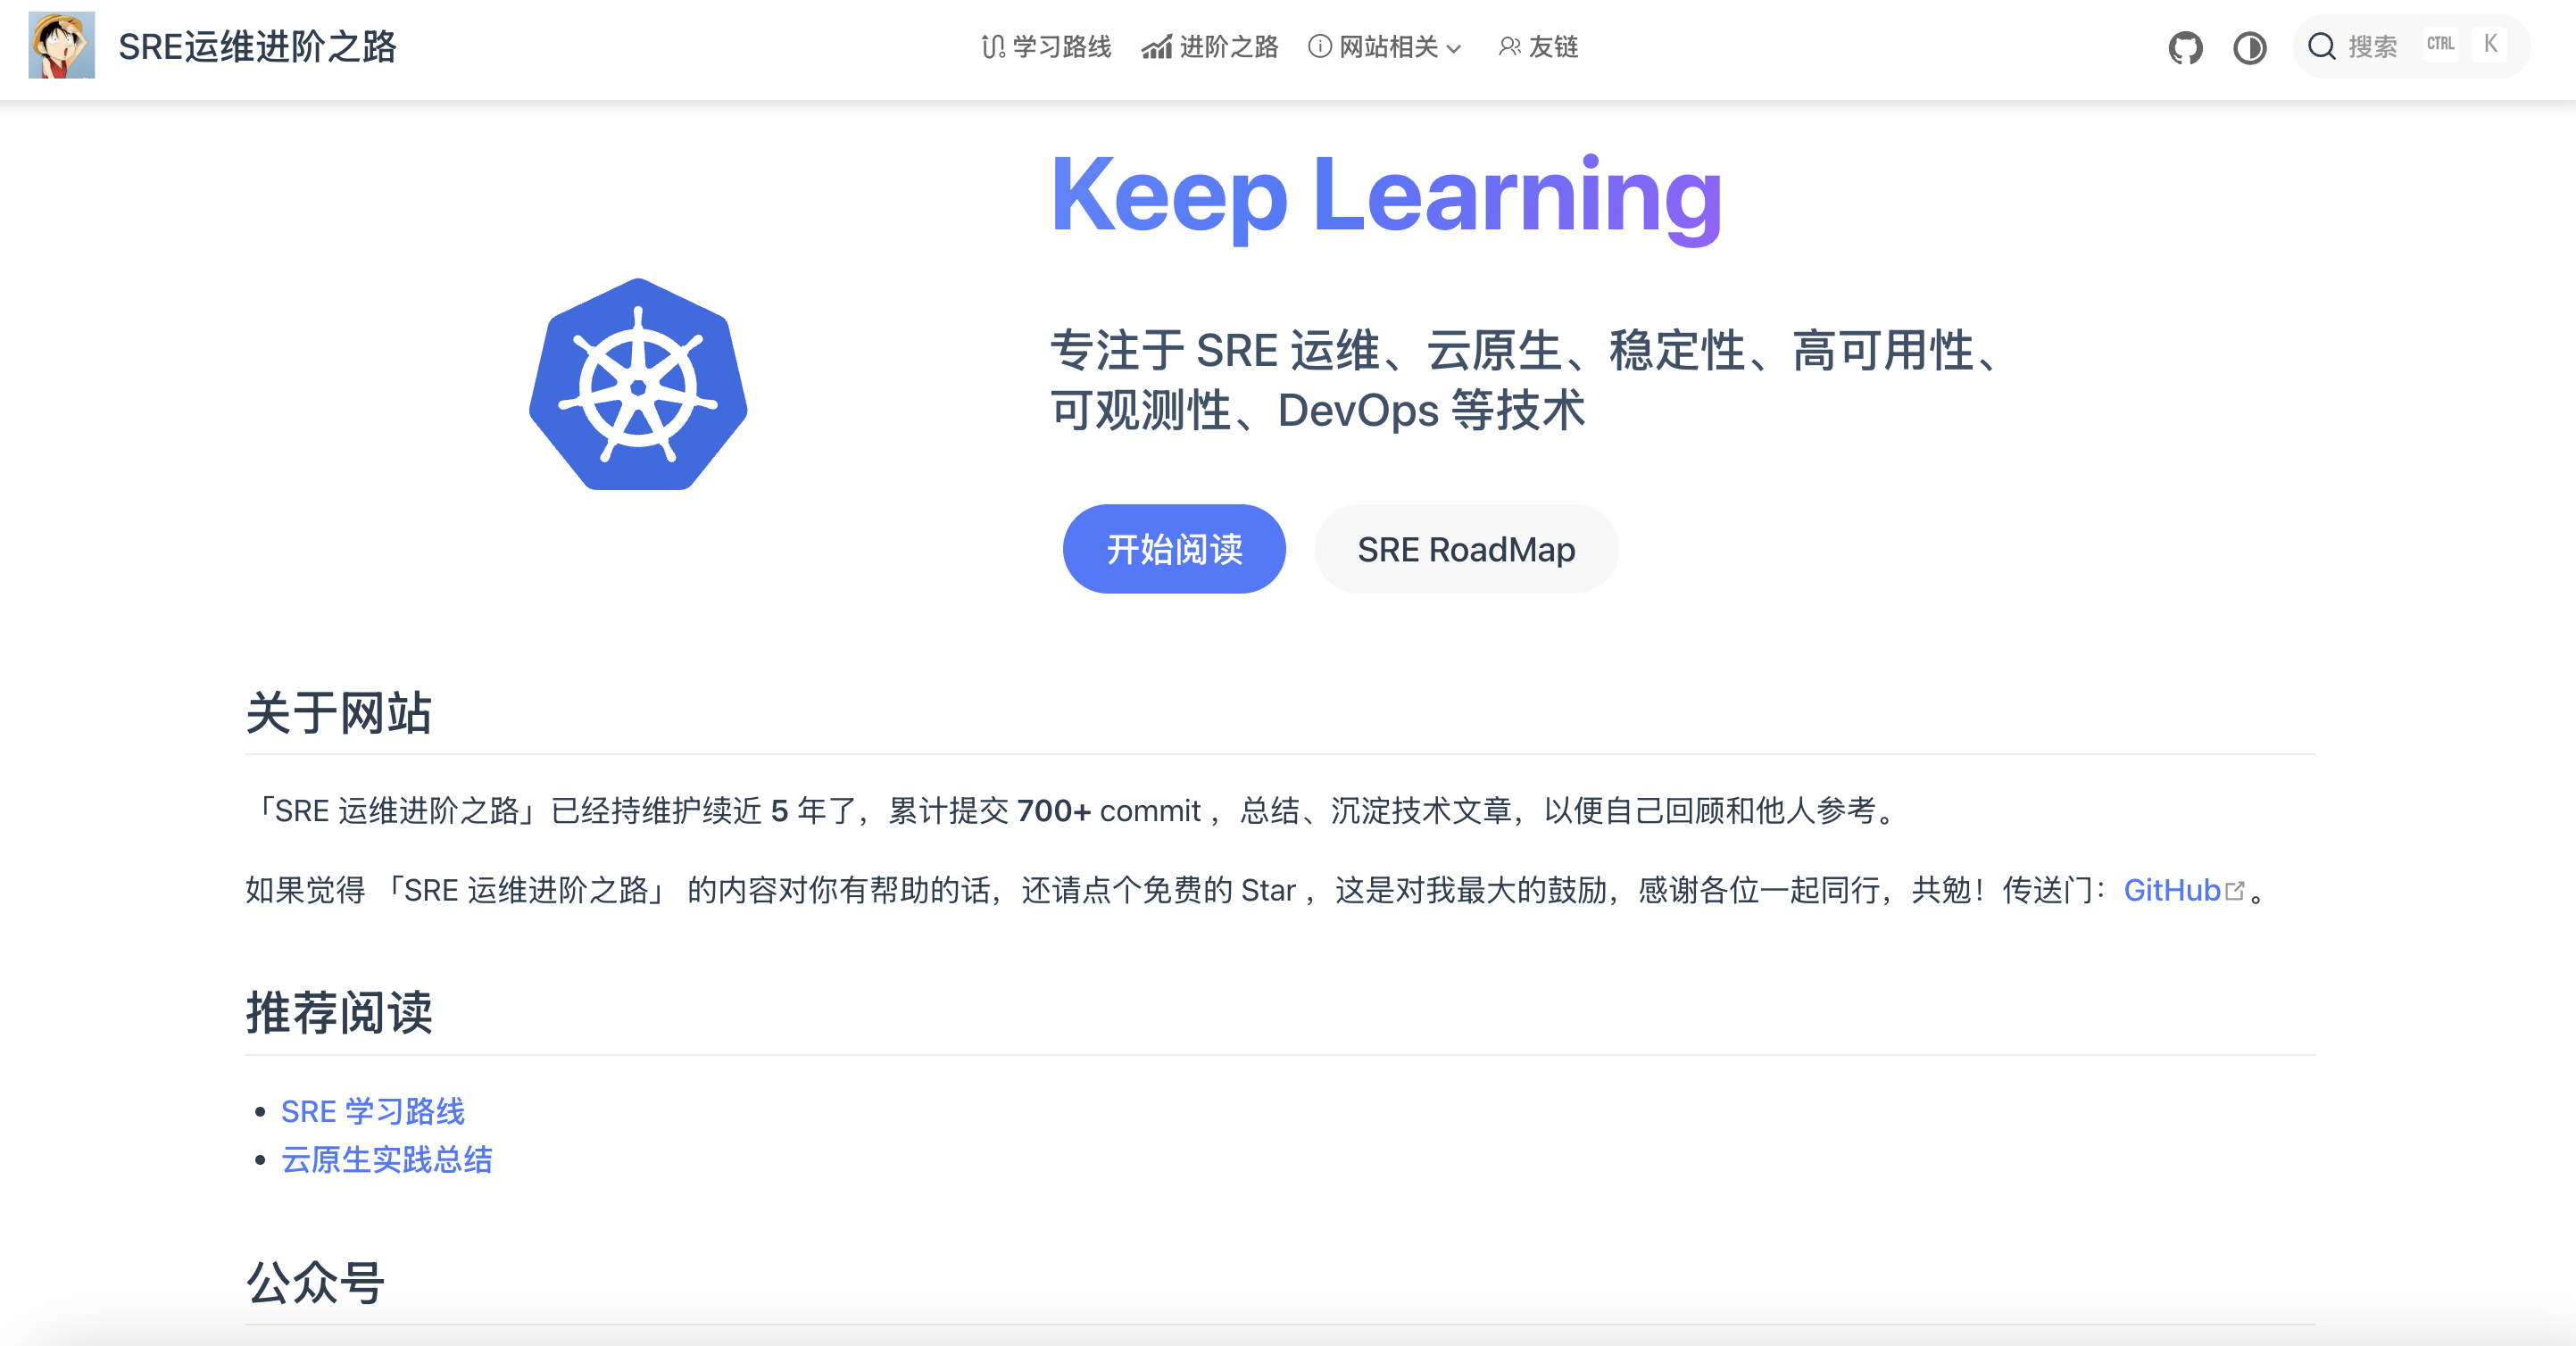 SRE运维进阶之路
学习路线 进阶之路 网站相关 友链
搜索 CTRL K
Keep Learning
专注于 SRE 运维、云原生、稳定性、高可用性、
可观测性、DevOps 等技术
开始阅读 SRE RoadMap
关于网站
「SRE 运维进阶之路」已经持维护续近 5 年了，累计提交 700+ commit ，总结、沉淀技术文章，以便自己回顾和他人参考。
如果觉得 「SRE 运维进阶之路」 的内容对你有帮助的话，还请点个免费的 Star ，这是对我最大的鼓励，感谢各位一起同行，共勉！传送门：GitHub。
推荐阅读
SRE 学习路线
云原生实践总结
公众号